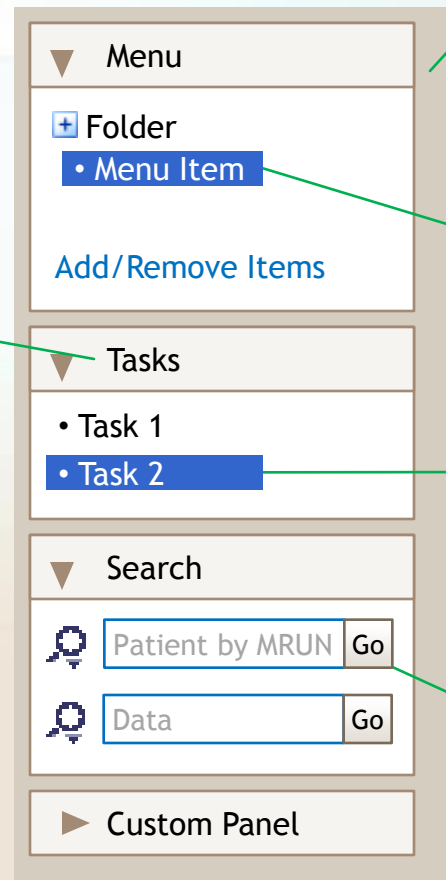 Menu
Folder
• Menu Item
Add/Remove Items
Tasks
• Task 1
• Task 2
Search
Patient by MRUN Go
Data Go
Custom Panel